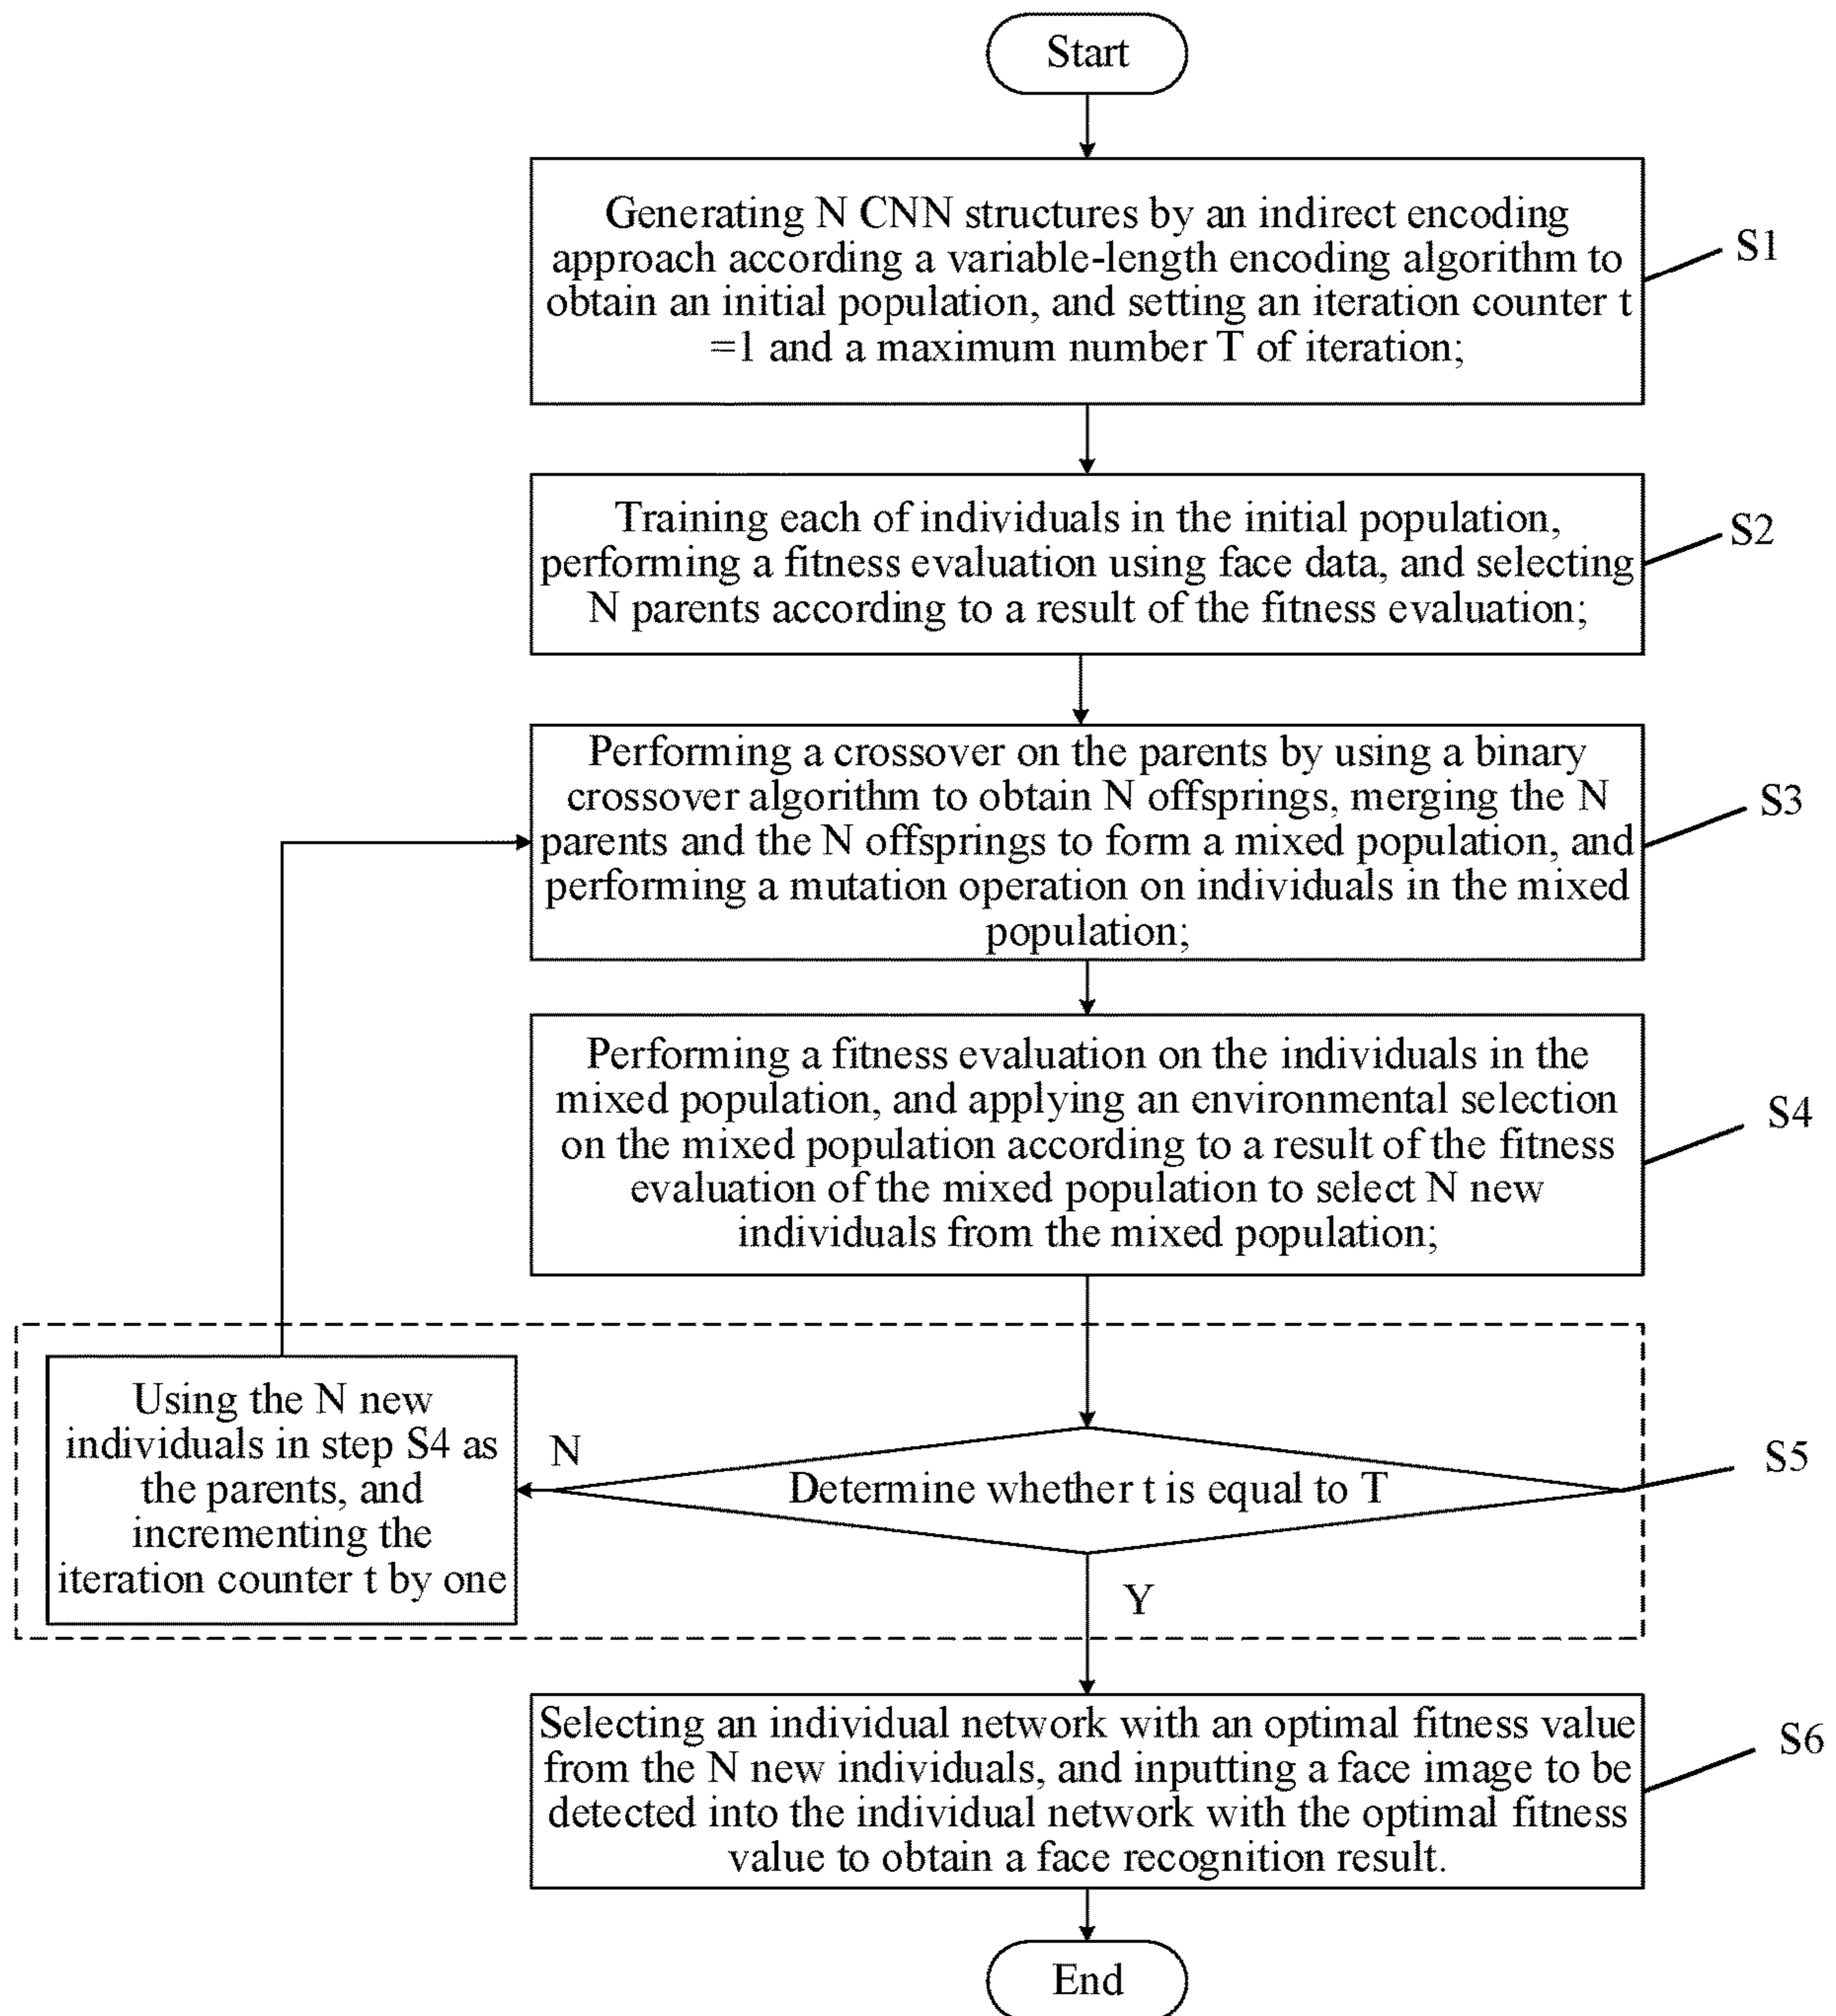 Start
Generating N CNN structures by an indirect encoding
approach according a variable-length encoding algorithm to
obtain an initial population, and setting an iteration counter t
=1 and a maximum number T of iteration;
S1
Training each of individuals in the initial population,
performing a fitness evaluation using face data, and selecting
N parents according to a result of the fitness evaluation;
S2
Performing a crossover on the parents by using a binary
crossover algorithm to obtain N offsprings, merging the N
parents and the N offsprings to form a mixed population, and
performing a mutation operation on individuals in the mixed
population;
S3
Performing a fitness evaluation on the individuals in the
mixed population, and applying an environmental selection
on the mixed population according to a result of the fitness
evaluation of the mixed population to select N new
individuals from the mixed population;
S4
Using the N new
individuals in step S4 as
the parents, and
incrementing the
iteration counter t by one
N
Determine whether t is equal to T
S5
Y
Selecting an individual network with an optimal fitness value
from the N new individuals, and inputting a face image to be
detected into the individual network with the optimal fitness
value to obtain a face recognition result.
S6
End